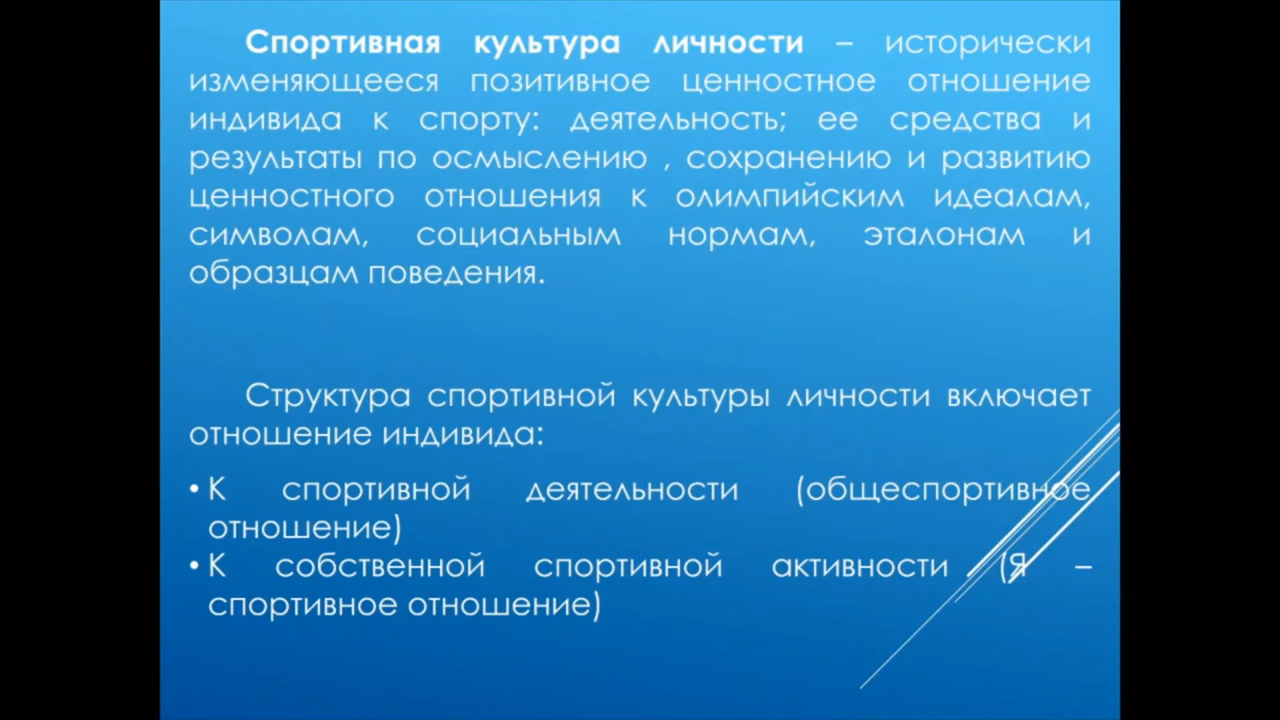 Спортивная культура личности – исторически
изменяющееся позитивное ценностное отношение
индивида к спорту: деятельность; ее средства и
результаты по осмыслению , сохранению и развитию
ценностного отношения к олимпийским идеалам,
символам, социальным нормам, эталонам и
образцам поведения.
Структура спортивной культуры личности включает
отношение индивида:
• К спортивной деятельности (общеспортивное
отношение)
• К собственной спортивной активности (Я –
спортивное отношение)